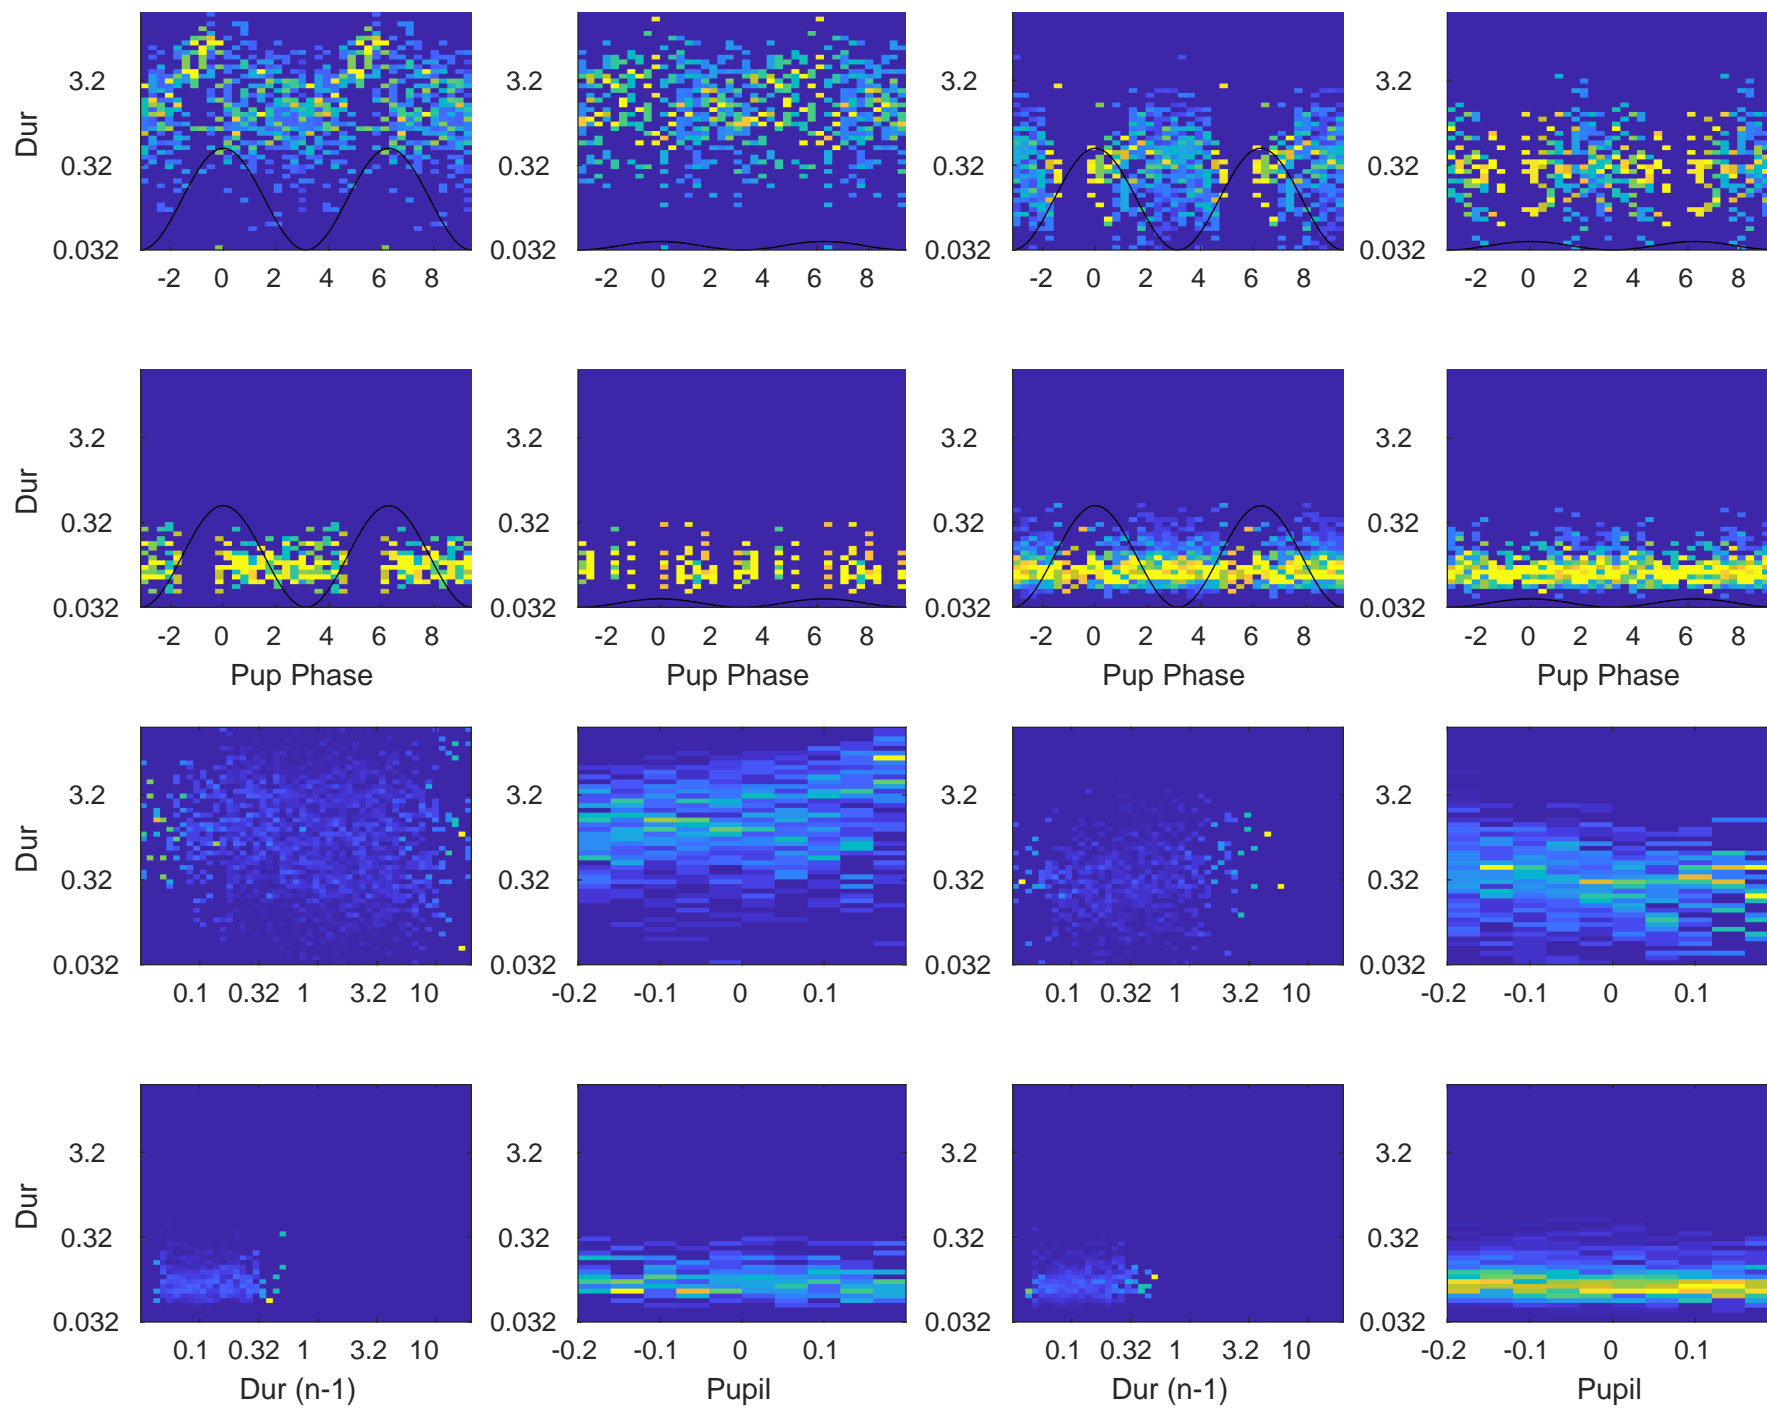 Dur
3.2 3.2 3.2 3.2
0.32 0.32 0.32 0.32
0.032 0.032 0.032 0.032
-2 0 2 4 6 8 -2 0 2 4 6 8 -2 0 2 4 6 8 -2 0 2 4 6 8
Dur
3.2 3.2 3.2 3.2
0.32 0.32 0.32 0.32
0.032 0.032 0.032 0.032
-2 0 2 4 6 8 -2 0 2 4 6 8 -2 0 2 4 6 8 -2 0 2 4 6 8
Pup Phase Pup Phase Pup Phase Pup Phase
Dur
3.2 3.2 3.2 3.2
0.32 0.32 0.32 0.32
0.032 0.032 0.032 0.032
0.1 0.32 1 3.2 10 -0.2 -0.1 0 0.1 0.1 0.32 1 3.2 10 -0.2 -0.1 0 0.1
Dur
3.2 3.2 3.2 3.2
0.32 0.32 0.32 0.32
0.032 0.032 0.032 0.032
0.1 0.32 1 3.2 10 -0.2 -0.1 0 0.1 0.1 0.32 1 3.2 10 -0.2 -0.1 0 0.1
Dur (n-1) Pupil Dur (n-1) Pupil